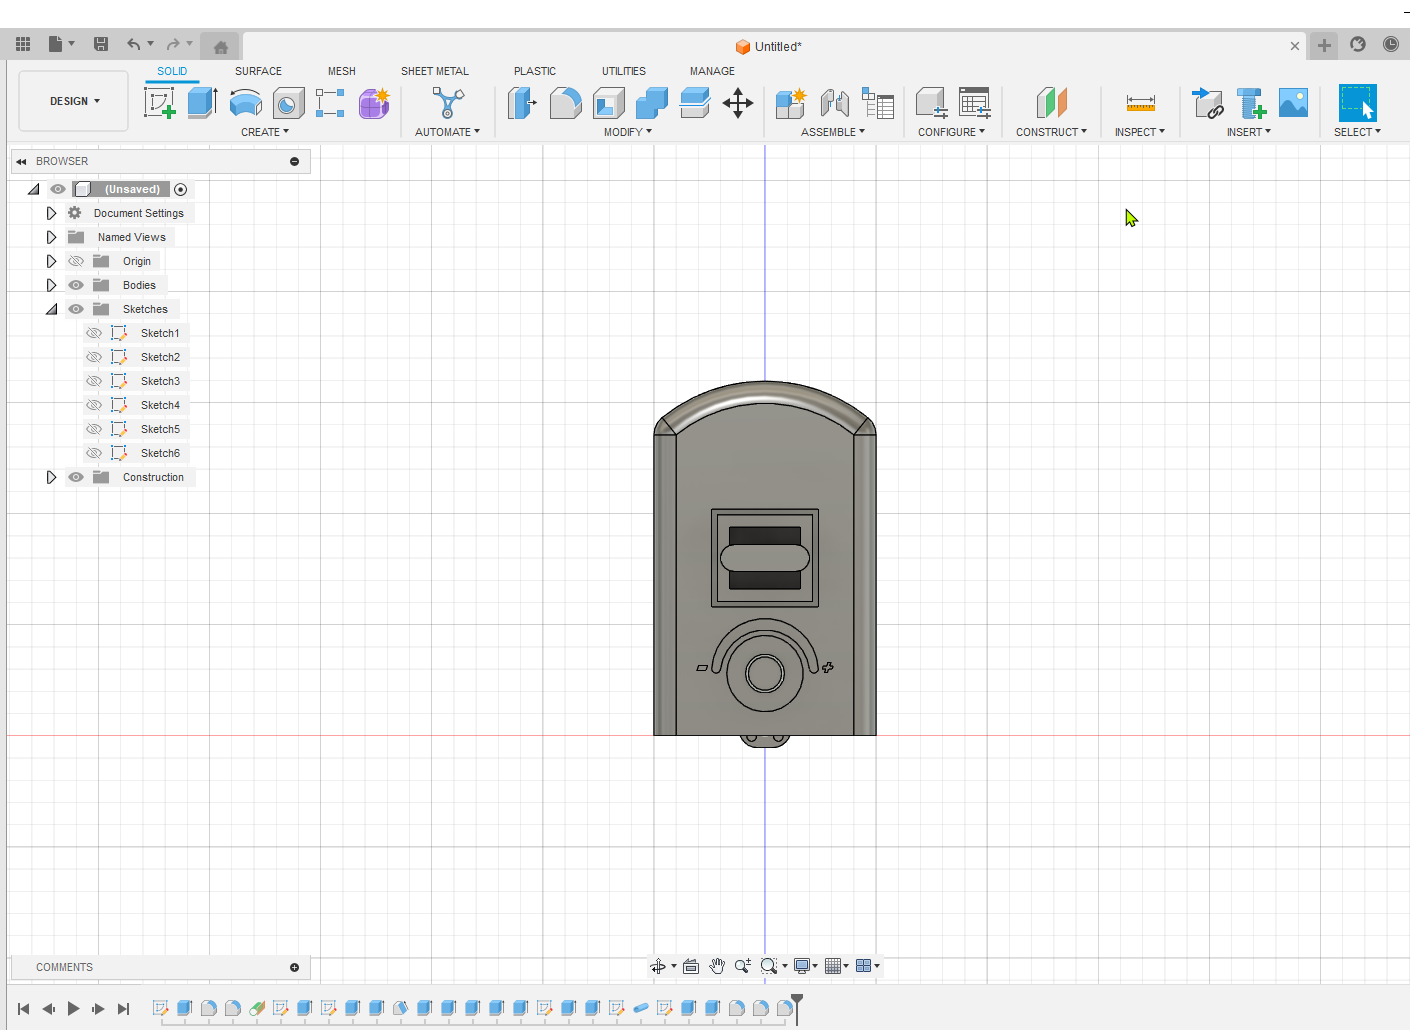 Untitled*
DESIGN
SOLID
SURFACE
MESH
SHEET METAL
PLASTIC
UTILITIES
MANAGE
CREATE
AUTOMATE
MODIFY
ASSEMBLE
CONFIGURE
CONSTRUCT
INSPECT
INSERT
SELECT
BROWSER
(Unsaved)
Document Settings
Named Views
Origin
Bodies
Sketches
Sketch1
Sketch2
Sketch3
Sketch4
Sketch5
Sketch6
Construction
COMMENTS